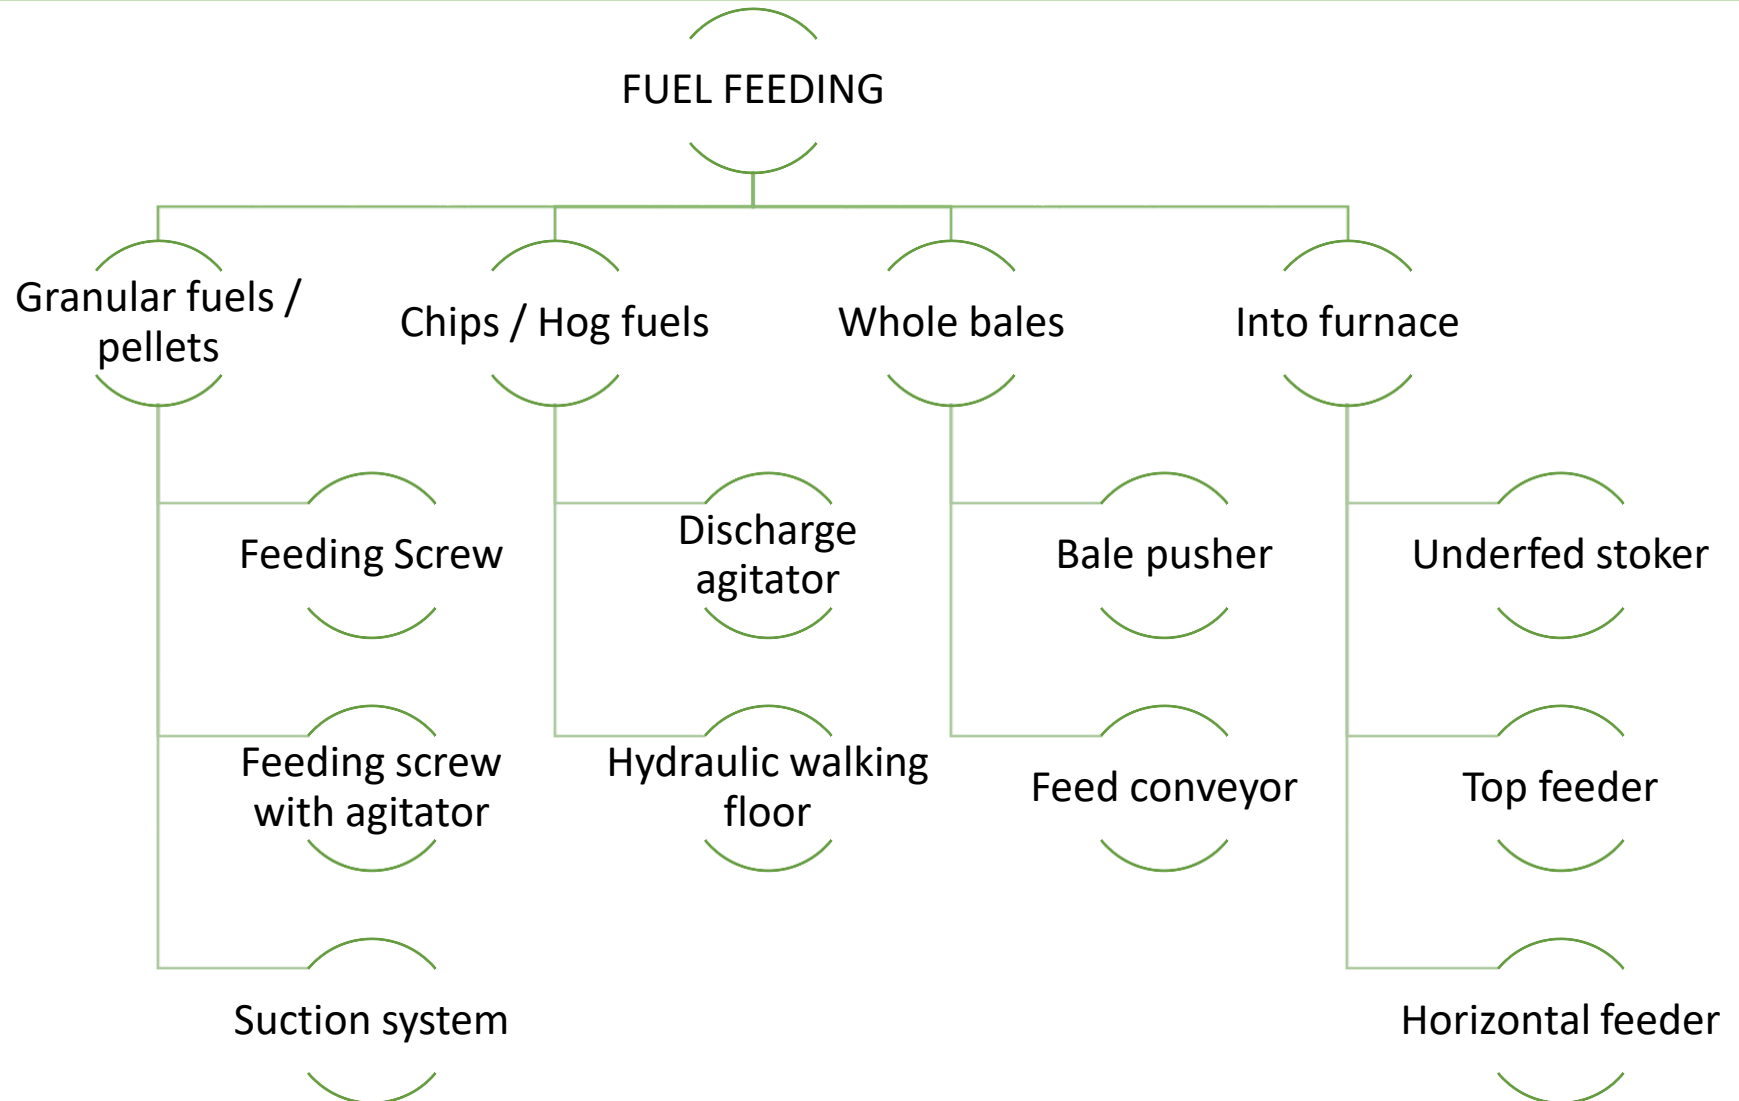 FUEL FEEDING
Granular fuels /
pellets
Chips / Hog fuels
Whole bales
Into furnace
Feeding Screw
Discharge
agitator
Bale pusher
Underfed stoker
Feeding screw
with agitator
Hydraulic walking
floor
Feed conveyor
Top feeder
Suction system
Horizontal feeder